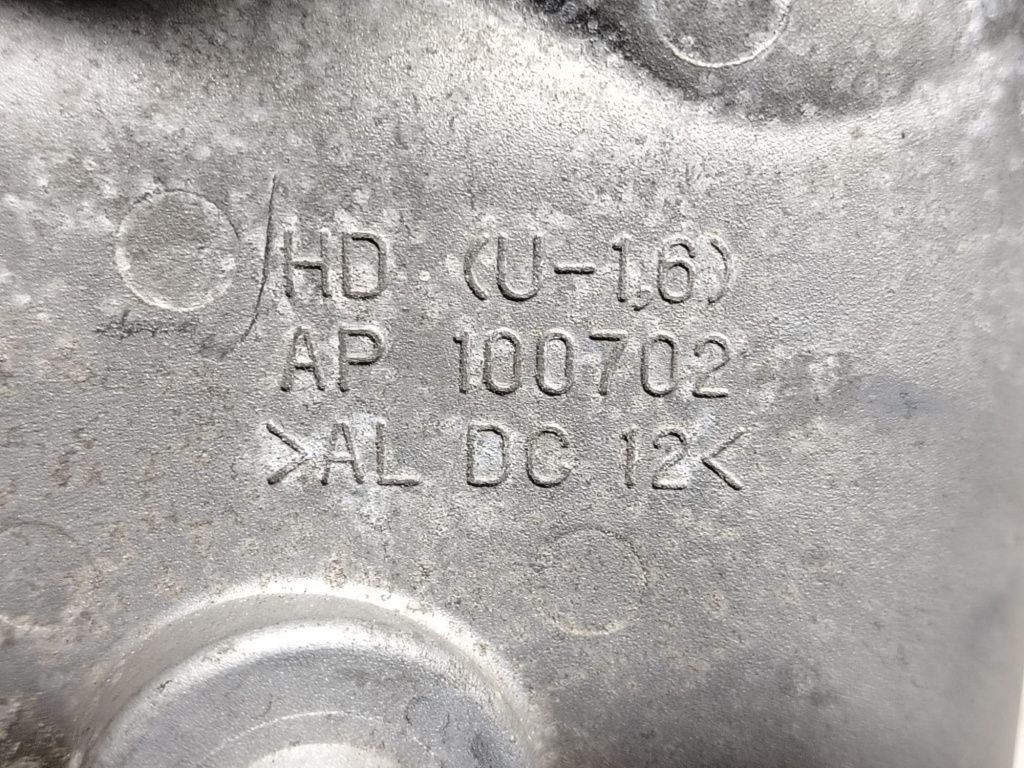 HD (U-1,6)
AP 100702
>AL DC 12<